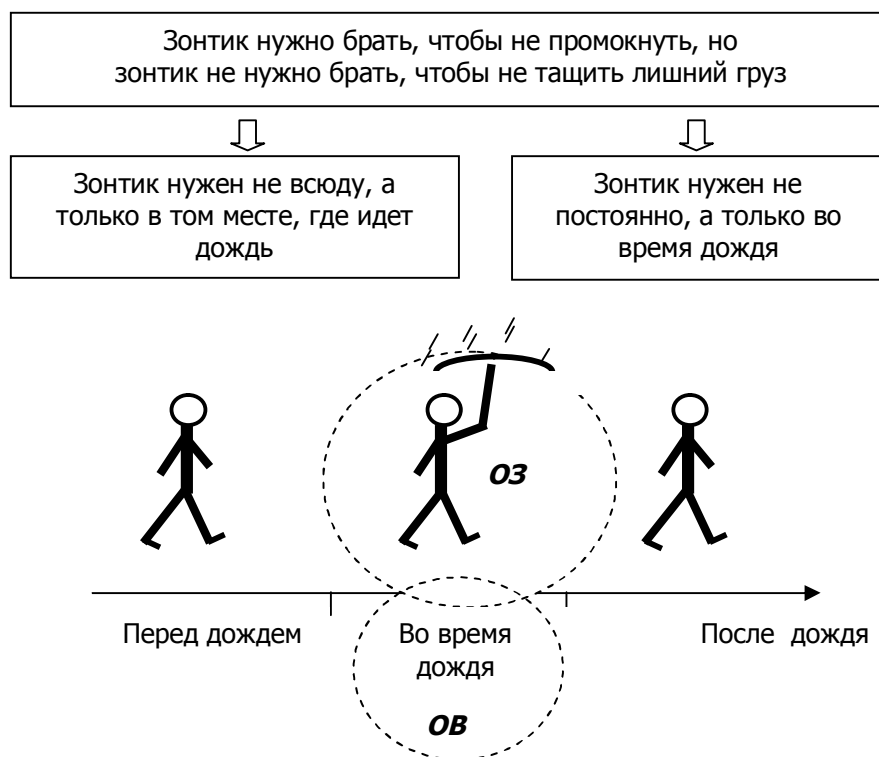 Зонтик нужно брать, чтобы не промокнуть, но
зонтик не нужно брать, чтобы не тащить лишний груз
Зонтик нужен не всюду, а
только в том месте, где идет
дождь
Зонтик нужен не
постоянно, а только во
время дождя
ОЗ
Перед дождем
Во время
дождя
После дождя
ОВ